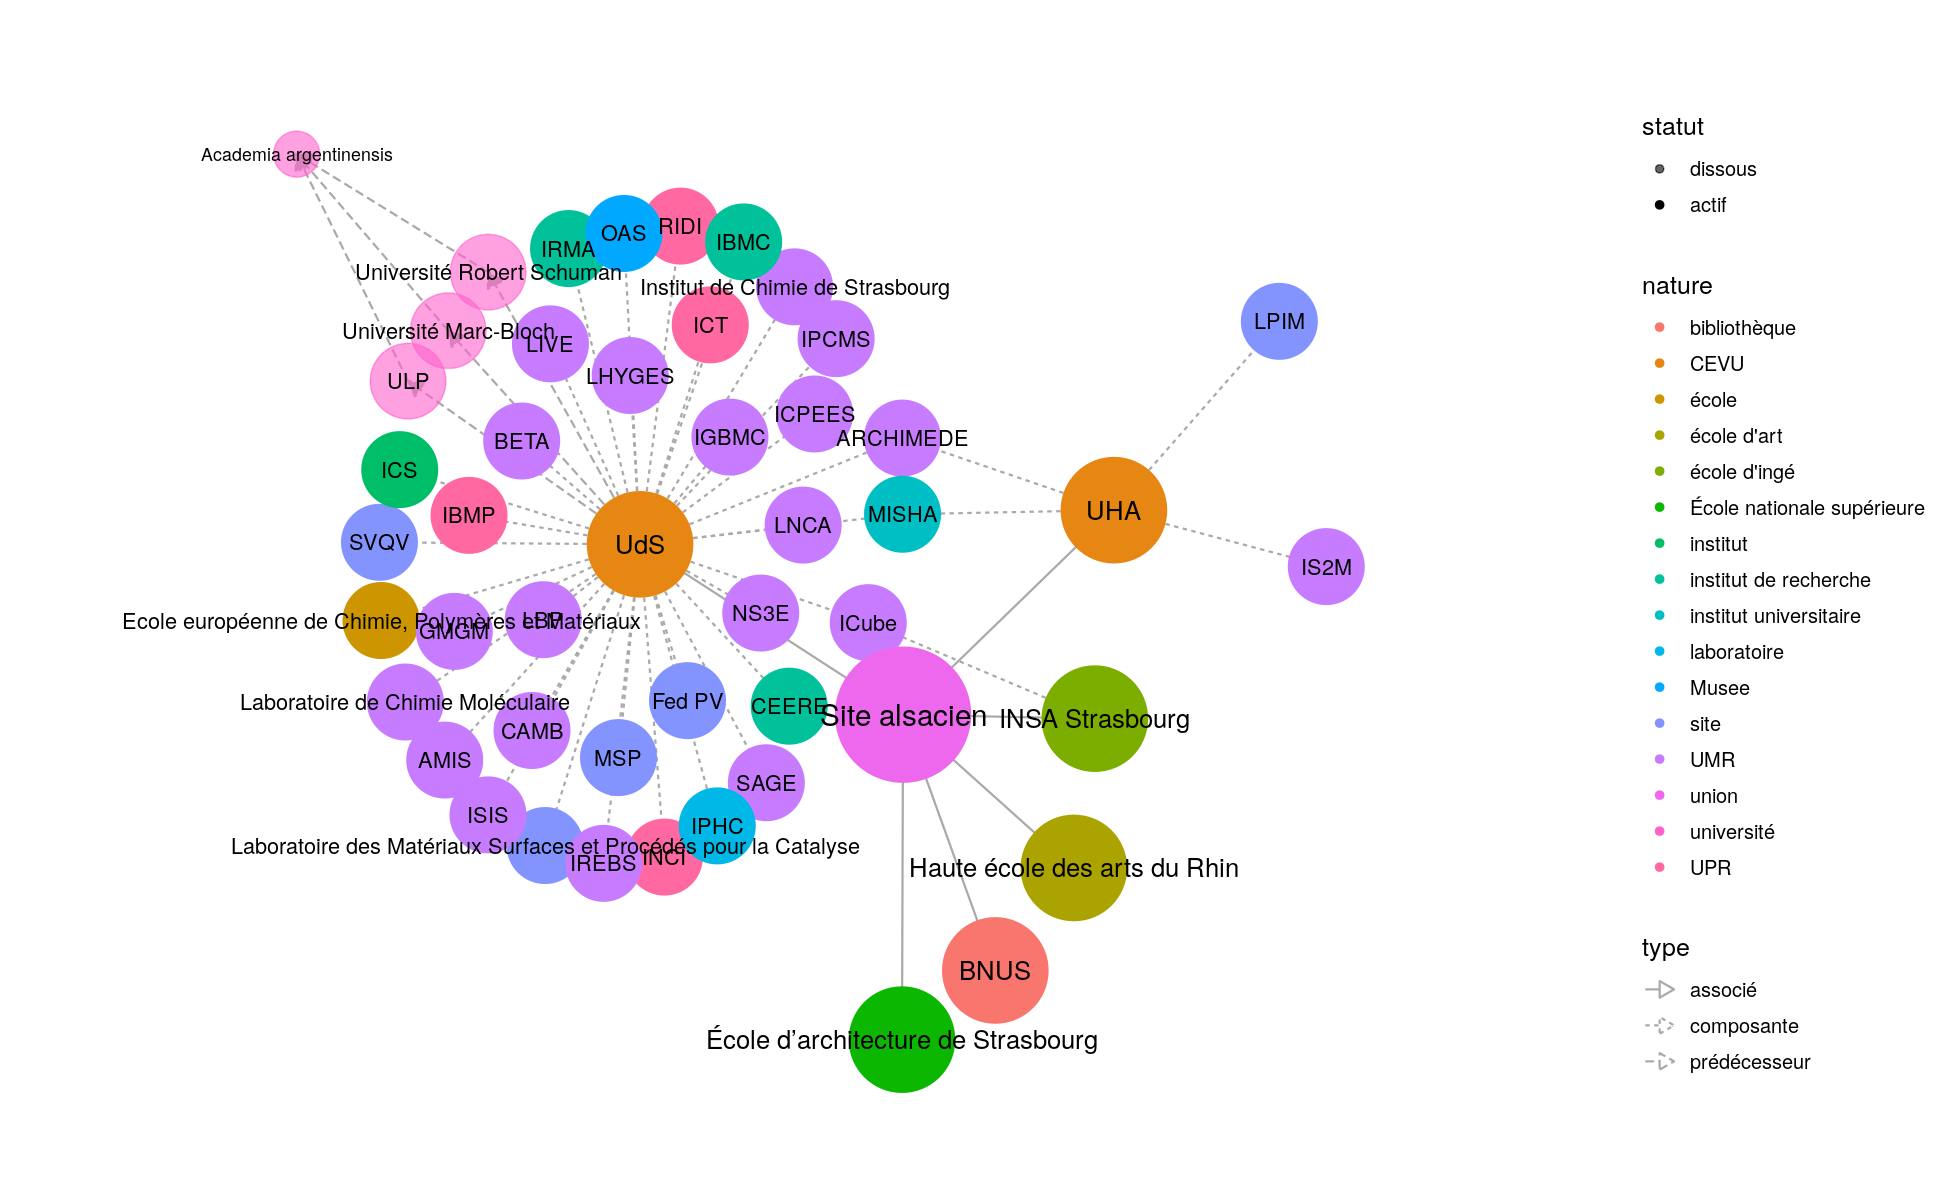 Academia argentinensis
Université Robert Schuman
Université Marc-Bloch
ULP
IRMA
OAS
RIDI
IBMC
Institut de Chimie de Strasbourg
LIVE
LHYGES
ICT
IPCMS
BETA
IGBMC
ICPEES
ARCHIMEDE
LPIM
ICS
IBMP
SVQV
UdS
LNCA
MISHA
UHA
IS2M
Ecole européenne de Chimie, Polymères et Matériaux
GMGM
LBP
NS3E
ICube
Laboratoire de Chimie Moléculaire
CAMB
AMIS
MSP
Fed PV
CEERE
Site alsacien
INSA Strasbourg
ISIS
SAGE
IPHC
Laboratoire des Matériaux Surfaces et Procédés pour la Catalyse
IREBS
INCI
Haute école des arts du Rhin
BNUS
École d’architecture de Strasbourg
statut
dissous
actif
nature
bibliothèque
CEVU
école
école d'art
école d'ingé
École nationale supérieure
institut
institut de recherche
institut universitaire
laboratoire
Musee
site
UMR
union
université
UPR
type
associé
composante
prédécesseur